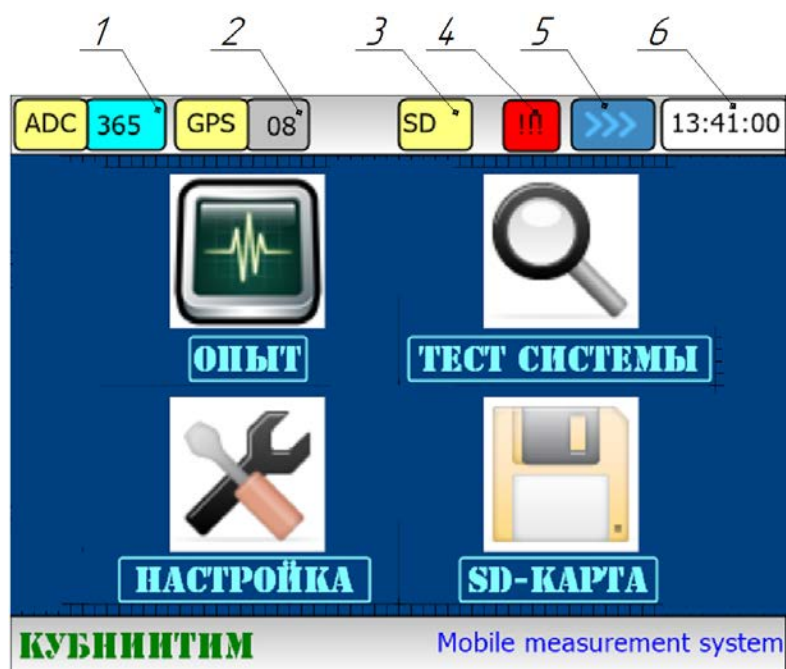 1 2 3 4 5 6
ADC 365 GPS 08 SD !!! >>> 13:41:00
ОПЫТ ТЕСТ СИСТЕМЫ
НАСТРОЙКА SD-КАРТА
КУБНИИТИМ Mobile measurement system